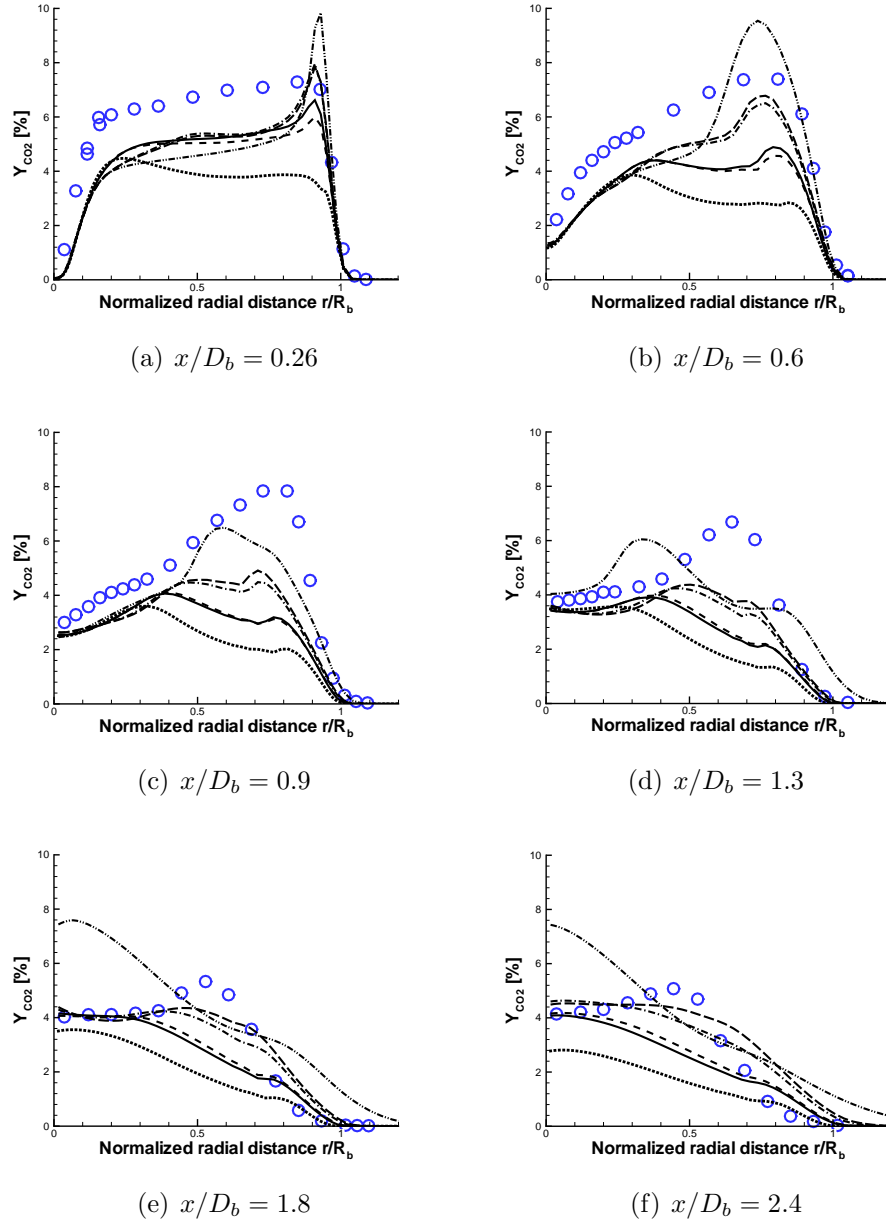 Y_CO2 [%]
10
8
6
4
2
0
0 0.5 1
Normalized radial distance r/R_b
(a) x/D_b = 0.26
Y_CO2 [%]
10
8
6
4
2
0
0 0.5 1
Normalized radial distance r/R_b
(b) x/D_b = 0.6
Y_CO2 [%]
10
8
6
4
2
0
0 0.5 1
Normalized radial distance r/R_b
(c) x/D_b = 0.9
Y_CO2 [%]
10
8
6
4
2
0
0 0.5 1
Normalized radial distance r/R_b
(d) x/D_b = 1.3
Y_CO2 [%]
10
8
6
4
2
0
0 0.5 1
Normalized radial distance r/R_b
(e) x/D_b = 1.8
Y_CO2 [%]
10
8
6
4
2
0
0 0.5 1
Normalized radial distance r/R_b
(f) x/D_b = 2.4